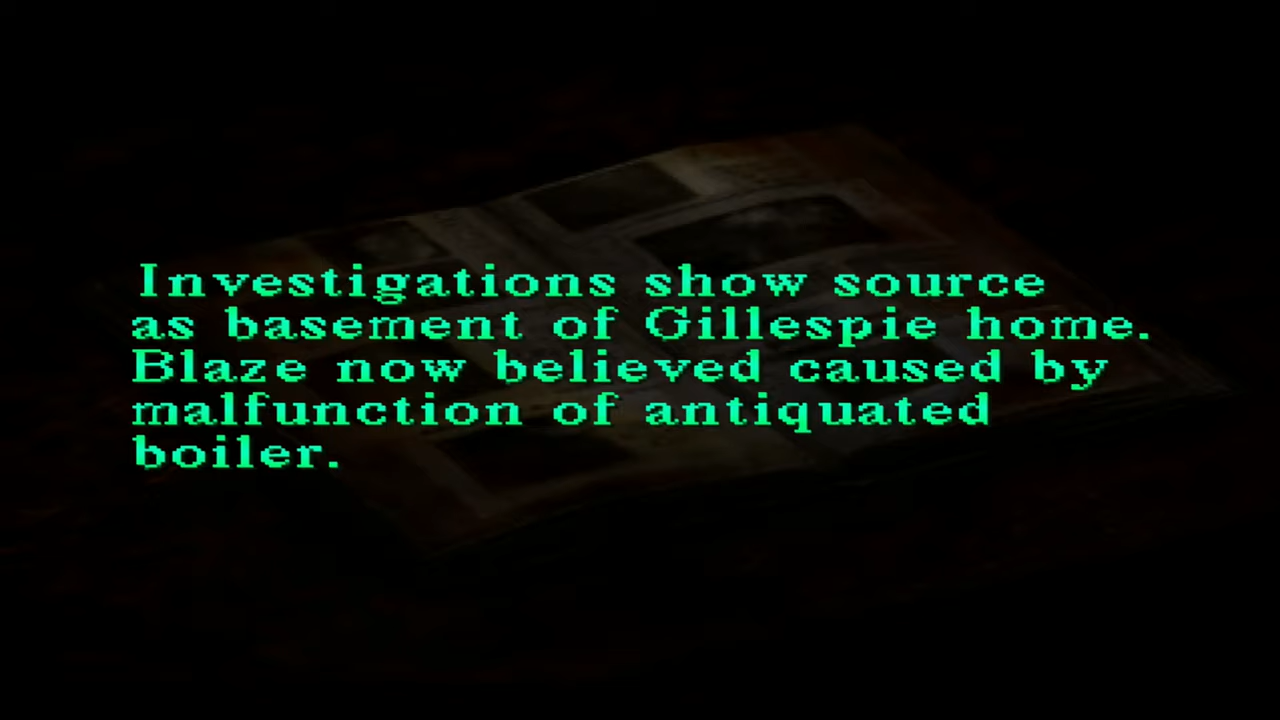 Investigations show source
as basement of Gillespie home.
Blaze now believed caused by
malfunction of antiquated
boiler.